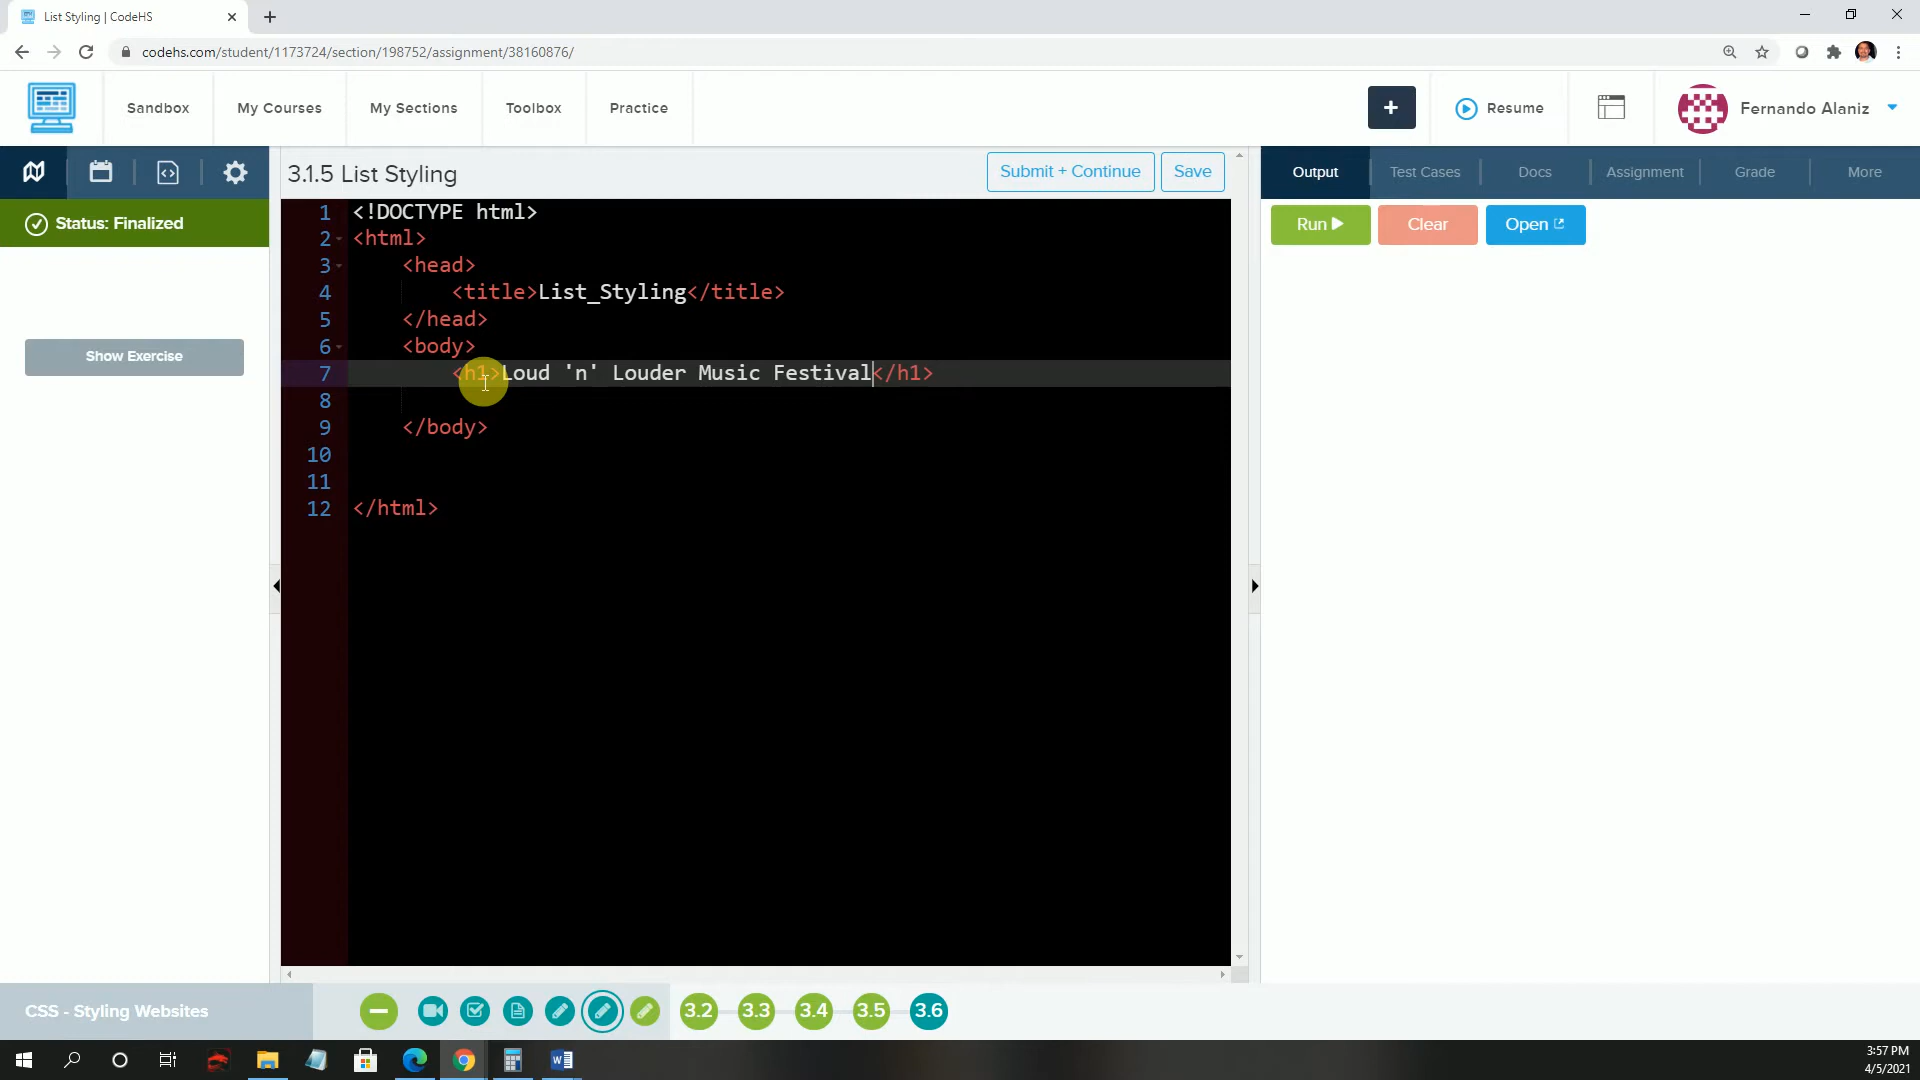 List Styling | CodeHS
codehs.com/student/1173724/section/198752/assignment/38160876/
Sandbox
My Courses
My Sections
Toolbox
Practice
+
Resume
Fernando Alaniz
3.1.5 List Styling
Submit + Continue
Save
Output
Test Cases
Docs
Assignment
Grade
More
Status: Finalized
Run
Clear
Open
Show Exercise
1 <!DOCTYPE html>
2 <html>
3 <head>
4 <title>List_Styling</title>
5 </head>
6 <body>
7 <h1>Loud 'n' Louder Music Festival</h1>
8
9 </body>
10
11
12 </html>
CSS - Styling Websites
3.2
3.3
3.4
3.5
3.6
3:57 PM
4/5/2021